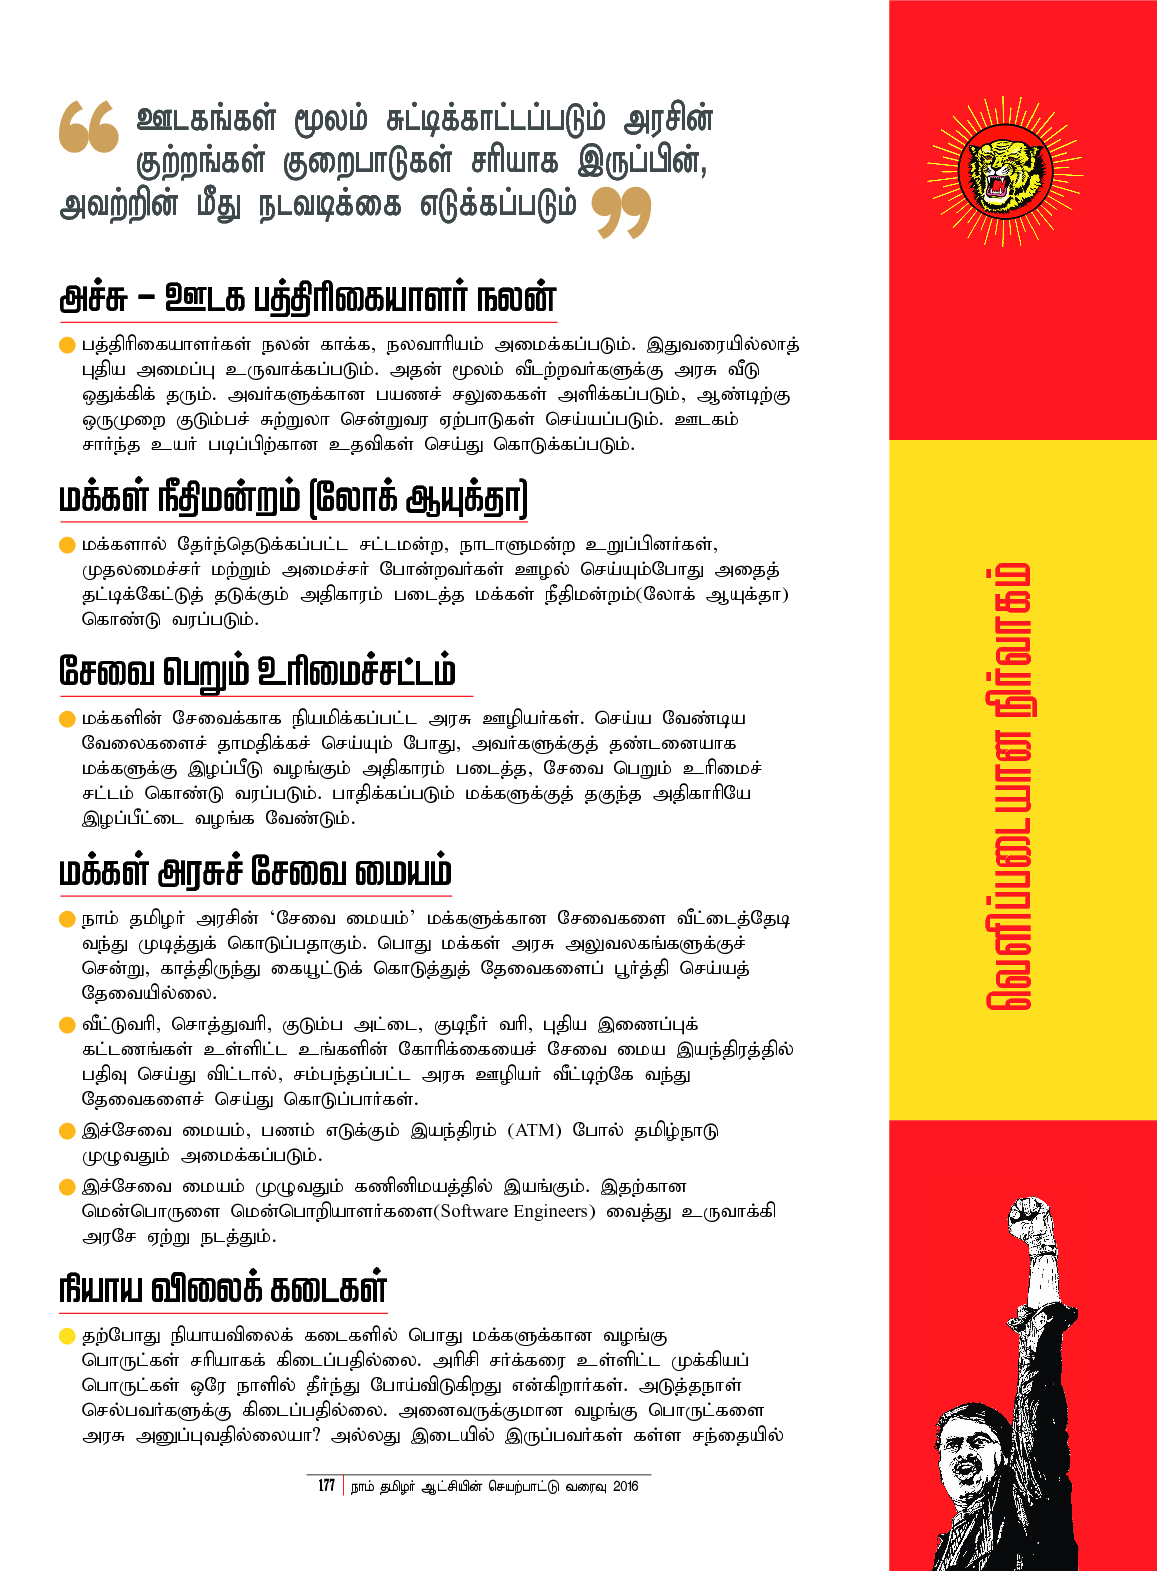 “ ஊடகங்கள் மூலம் சுட்டிக்காட்டப்படும் அரசின்
குற்றங்கள் குறைபாடுகள் சரியாக இருப்பின்,
அவற்றின் மீது நடவடிக்கை எடுக்கப்படும் ”
அச்சு – ஊடக பத்திரிகையாளர் நலன்
பத்திரிகையாளர்கள் நலன் காக்க, நலவாரியம் அமைக்கப்படும். இதுவரையில்லாத்
புதிய அமைப்பு உருவாக்கப்படும். அதன் மூலம் வீடற்றவர்களுக்கு அரசு வீடு
ஒதுக்கித் தரும். அவர்களுக்கான பயணச் சலுகைகள் அளிக்கப்படும், ஆண்டிற்கு
ஒருமுறை குடும்பச் சுற்றுலா சென்றுவர ஏற்பாடுகள் செய்யப்படும். ஊடகம்
சார்ந்த உயர் படிப்பிற்கான உதவிகள் செய்து கொடுக்கப்படும்.
மக்கள் நீதிமன்றம் (லோக் ஆயுக்தா)
மக்களால் தேர்ந்தெடுக்கப்பட்ட சட்டமன்ற, நாடாளுமன்ற உறுப்பினர்கள்,
முதலமைச்சர் மற்றும் அமைச்சர் போன்றவர்கள் ஊழல் செய்யும்போது அதைத்
தட்டிக்கேட்டுத் தடுக்கும் அதிகாரம் படைத்த மக்கள் நீதிமன்றம்(லோக் ஆயுக்தா)
கொண்டு வரப்படும்.
சேவை பெறும் உரிமைச்சட்டம்
மக்களின் சேவைக்காக நியமிக்கப்பட்ட அரசு ஊழியர்கள். செய்ய வேண்டிய
வேலைகளைச் தாமதிக்கச் செய்யும் போது, அவர்களுக்குத் தண்டனையாக
மக்களுக்கு இழப்பீடு வழங்கும் அதிகாரம் படைத்த, சேவை பெறும் உரிமைச்
சட்டம் கொண்டு வரப்படும். பாதிக்கப்படும் மக்களுக்குத் தகுந்த அதிகாரியே
இழப்பீட்டை வழங்க வேண்டும்.
மக்கள் அரசுச் சேவை மையம்
நாம் தமிழர் அரசின் ‘சேவை மையம்’ மக்களுக்கான சேவைகளை வீட்டைத்தேடி
வந்து முடித்துக் கொடுப்பதாகும். பொது மக்கள் அரசு அலுவலகங்களுக்குச்
சென்று, காத்திருந்து கையூட்டுக் கொடுத்துத் தேவைகளைப் பூர்த்தி செய்யத்
தேவையில்லை.
வீட்டுவரி, சொத்துவரி, குடும்ப அட்டை, குடிநீர் வரி, புதிய இணைப்புக்
கட்டணங்கள் உள்ளிட்ட உங்களின் கோரிக்கையைச் சேவை மைய இயந்திரத்தில்
பதிவு செய்து விட்டால், சம்பந்தப்பட்ட அரசு ஊழியர் வீட்டிற்கே வந்து
தேவைகளைச் செய்து கொடுப்பார்கள்.
இச்சேவை மையம், பணம் எடுக்கும் இயந்திரம் (ATM) போல் தமிழ்நாடு
முழுவதும் அமைக்கப்படும்.
இச்சேவை மையம் முழுவதும் கணினிமயத்தில் இயங்கும். இதற்கான
மென்பொருளை மென்பொறியாளர்களை(Software Engineers) வைத்து உருவாக்கி
அரசே ஏற்று நடத்தும்.
நியாய விலைக் கடைகள்
தற்போது நியாயவிலைக் கடைகளில் பொது மக்களுக்கான வழங்கு
பொருட்கள் சரியாகக் கிடைப்பதில்லை. அரிசி சர்க்கரை உள்ளிட்ட முக்கியப்
பொருட்கள் ஒரே நாளில் தீர்ந்து போய்விடுகிறது என்கிறார்கள். அடுத்தநாள்
செல்பவர்களுக்கு கிடைப்பதில்லை. அனைவருக்குமான வழங்கு பொருட்களை
அரசு அனுப்புவதில்லையா? அல்லது இடையில் இருப்பவர்கள் கள்ள சந்தையில்
177 நாம் தமிழர் ஆட்சியின் செயற்பாட்டு வரைவு 2016
வெளிப்படையான நிர்வாகம்